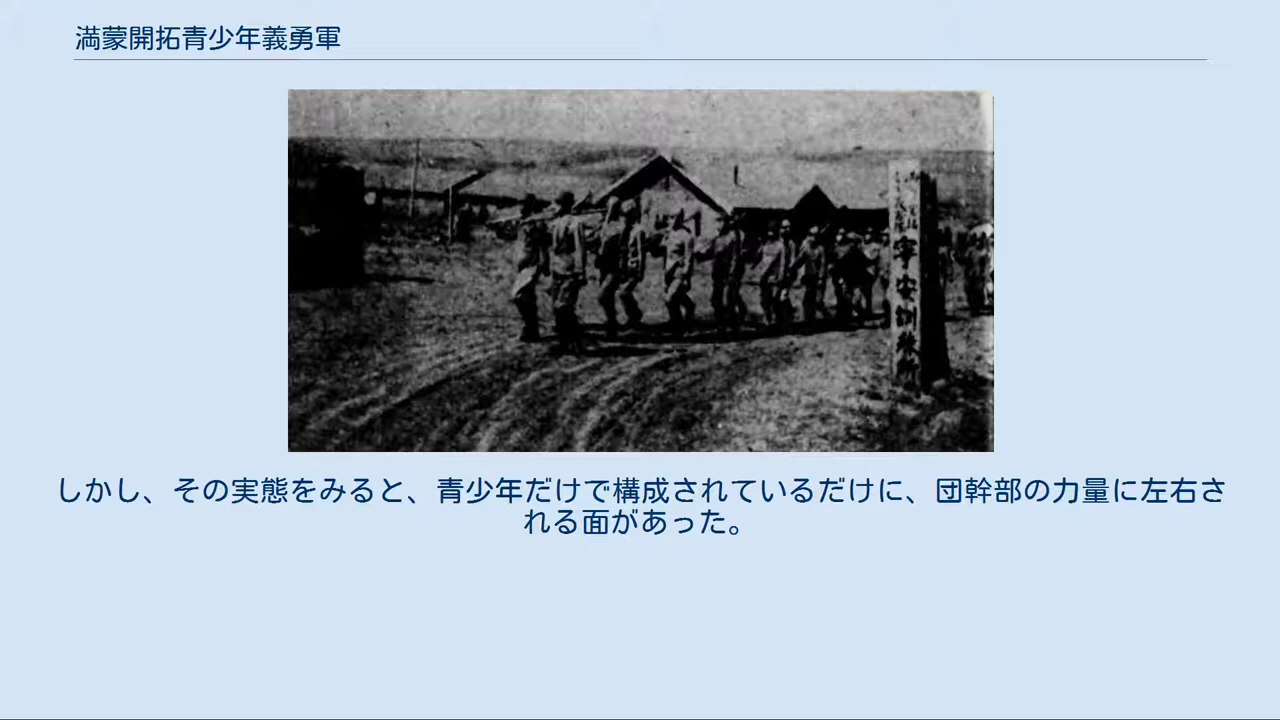 満蒙開拓青少年義勇軍
寧安訓練所
しかし、その実態をみると、青少年だけで構成されているだけに、団幹部の力量に左右さ
れる面があった。